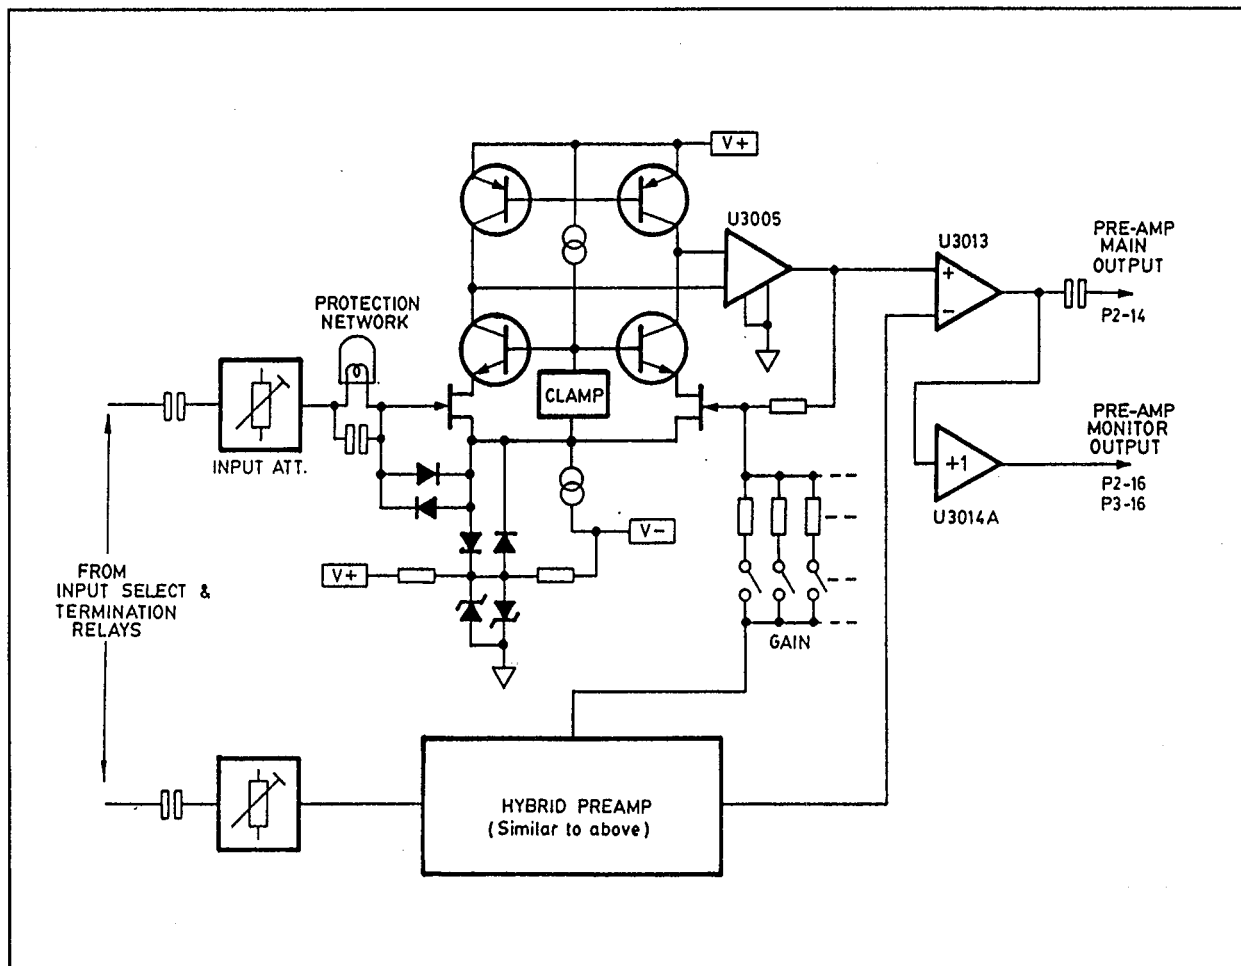 V+
U3005
U3013
PRE-AMP
MAIN
OUTPUT
P2-14
+
-
PROTECTION
NETWORK
CLAMP
INPUT ATT.
PRE-AMP
MONITOR
OUTPUT
P2-16
P3-16
+1
U3014A
V-
V+
FROM
INPUT SELECT &
TERMINATION
RELAYS
GAIN
HYBRID PREAMP
(Similar to above)